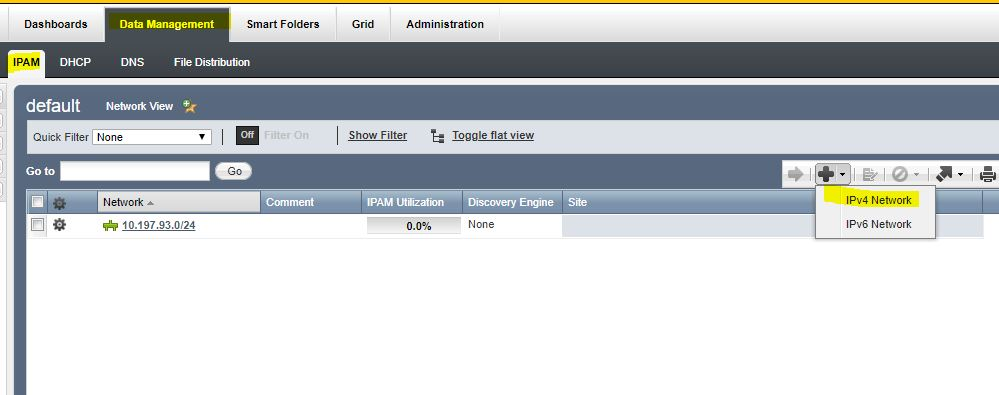 Dashboards Data Management Smart Folders Grid Administration
IPAM DHCP DNS File Distribution
default Network View
Quick Filter None Off Filter On Show Filter Toggle flat view
Go to Go
Network Comment IPAM Utilization Discovery Engine Site
IPv4 Network
10.197.93.0/24 0.0% None
IPv6 Network